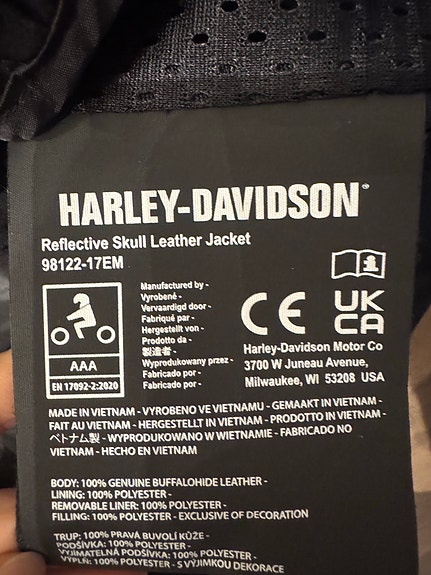 HARLEY-DAVIDSON®
Reflective Skull Leather Jacket
98122-17EM
AAA
EN 17092-2:2020
Manufactured by -
Vyrobené -
Vervaardigd door -
Fabriqué par -
Hergestellt von -
Prodotto da -
製造者 -
Wyprodukowany przez -
Fabricado por -
Fabricado por -
CE
UK
CA
Harley-Davidson Motor Co
3700 W Juneau Avenue,
Milwaukee, WI 53208 USA
MADE IN VIETNAM - VYROBENO VE VIETNAMU - GEMAAKT IN VIETNAM -
FAIT AU VIETNAM - HERGESTELLT IN VIETNAM - PRODOTTO IN VIETNAM -
ベトナム製 - WYPRODUKOWANO W WIETNAMIE - FABRICADO NO
VIETNAM - HECHO EN VIETNAM
BODY: 100% GENUINE BUFFALOHIDE LEATHER -
LINING: 100% POLYESTER -
REMOVABLE LINER: 100% POLYESTER -
FILLING: 100% POLYESTER - EXCLUSIVE OF DECORATION
TRUP: 100% PRAVÁ BUVOLÍ KŮŽE -
PODŠÍVKA: 100% POLYESTER -
VYJÍMATELNÁ PODŠÍVKA: 100% POLYESTER -
VÝPLŇ: 100% POLYESTER - S VÝJIMKOU DEKORACE